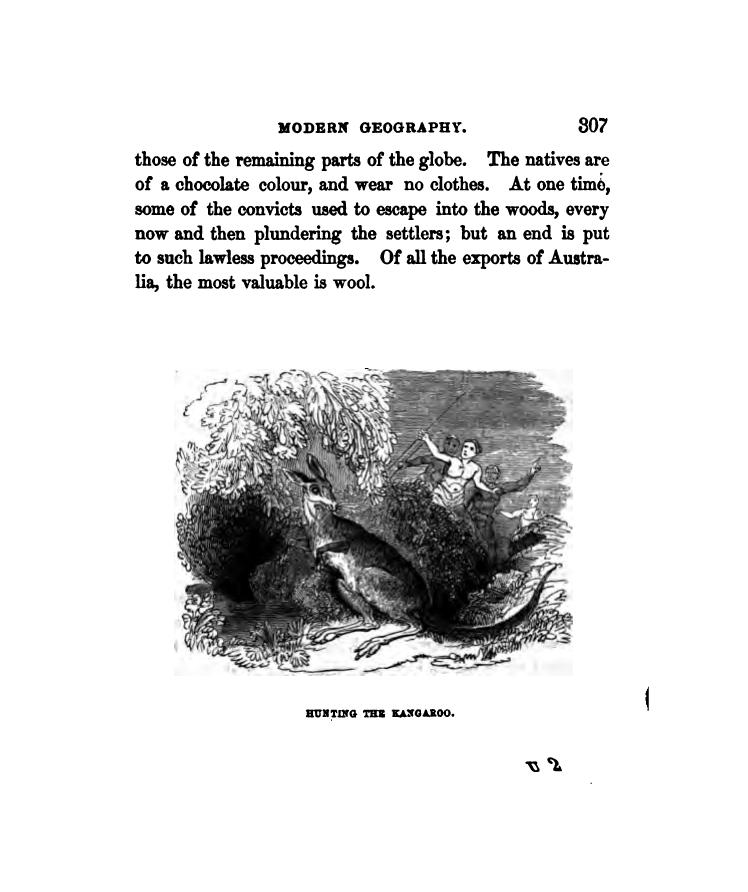 MODERN GEOGRAPHY. 307
those of the remaining parts of the globe. The natives are
of a chocolate colour, and wear no clothes. At one time,
some of the convicts used to escape into the woods, every
now and then plundering the settlers; but an end is put
to such lawless proceedings. Of all the exports of Austra-
lia, the most valuable is wool.
HUNTING THE KANGAROO.
U 2